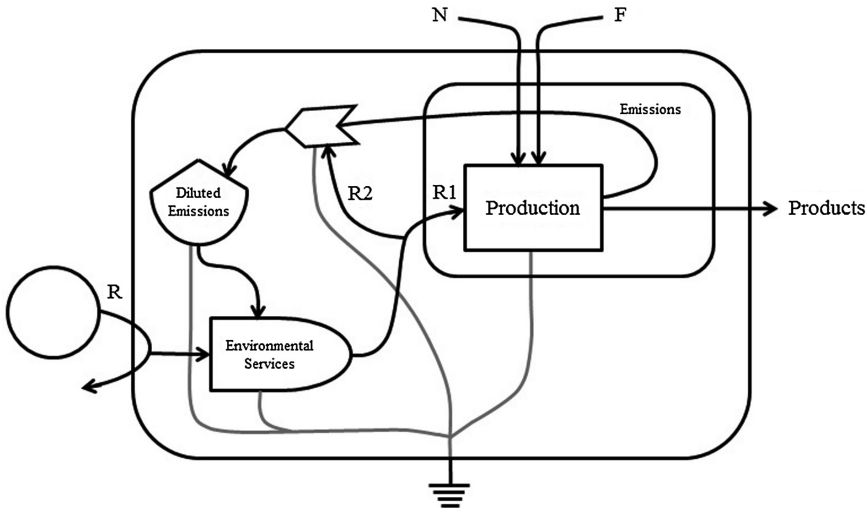 N
F
Emissions
R2
R1
Diluted
Emissions
Production
Products
R
Environmental
Services